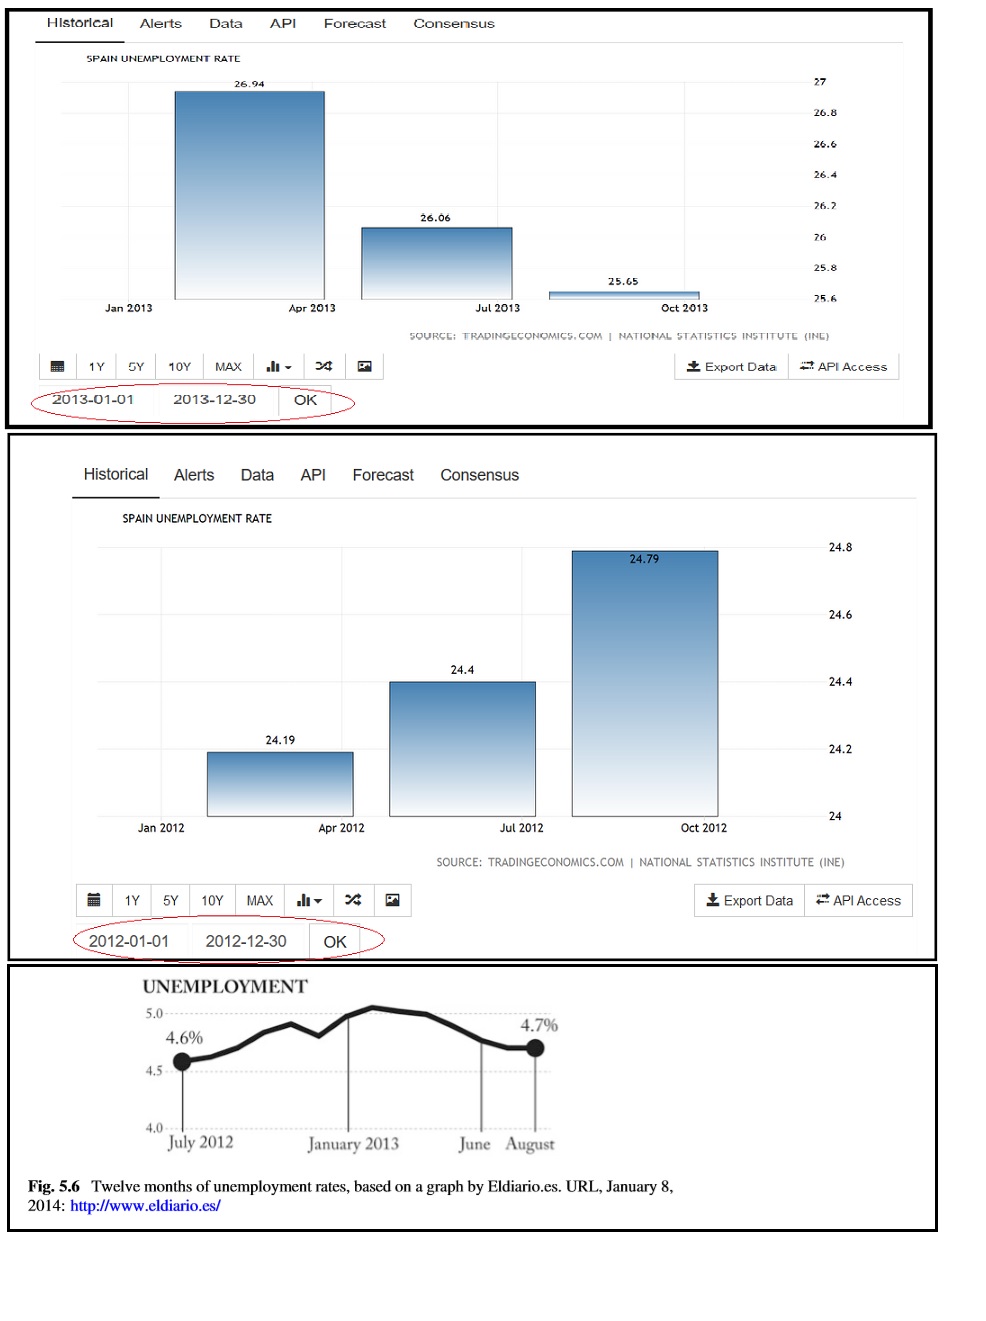 Historical Alerts Data API Forecast Consensus
SPAIN UNEMPLOYMENT RATE
26.94
27
26.8
26.6
26.4
26.06
26.2
26
25.8
25.65
25.6
Jan 2013 Apr 2013 Jul 2013 Oct 2013
SOURCE: TRADINGECONOMICS.COM | NATIONAL STATISTICS INSTITUTE (INE)
1Y 5Y 10Y MAX Export Data API Access
2013-01-01 2013-12-30 OK
Historical Alerts Data API Forecast Consensus
SPAIN UNEMPLOYMENT RATE
24.8
24.79
24.6
24.4
24.4
24.19
24.2
24
Jan 2012 Apr 2012 Jul 2012 Oct 2012
SOURCE: TRADINGECONOMICS.COM | NATIONAL STATISTICS INSTITUTE (INE)
1Y 5Y 10Y MAX Export Data API Access
2012-01-01 2012-12-30 OK
UNEMPLOYMENT
5.0
4.6% 4.7%
4.5
4.0
July 2012 January 2013 June August
Fig. 5.6 Twelve months of unemployment rates, based on a graph by Eldiario.es. URL, January 8,
2014: http://www.eldiario.es/